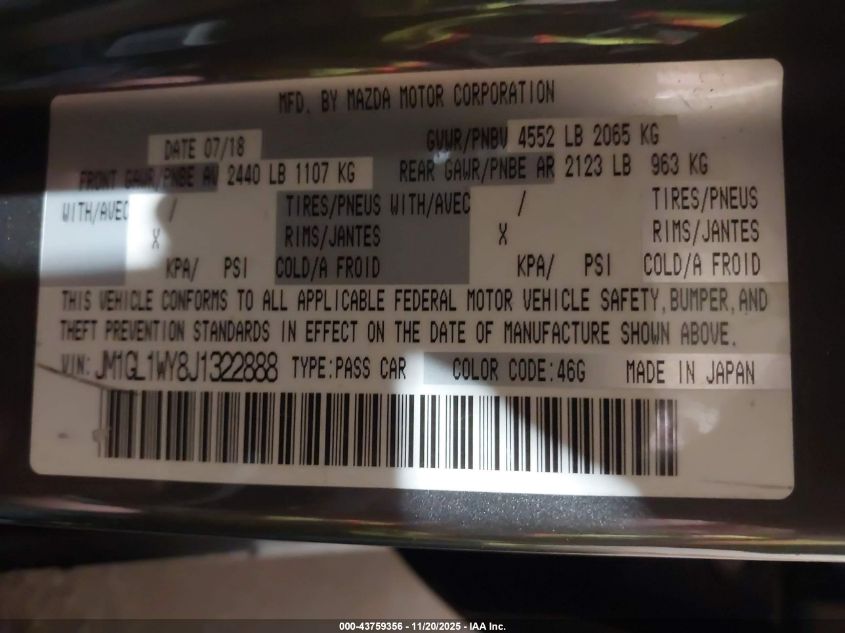 MFD. BY MAZDA MOTOR CORPORATION
DATE 07/18 GVWR/PNBV 4552 LB 2065 KG
FRONT GAWR/PNBE AV 2440 LB 1107 KG REAR GAWR/PNBE AR 2123 LB 963 KG
WITH/AVEC / TIRES/PNEUS WITH/AVEC / TIRES/PNEUS
X RIMS/JANTES X RIMS/JANTES
KPA/ PSI COLD/A FROID KPA/ PSI COLD/A FROID
THIS VEHICLE CONFORMS TO ALL APPLICABLE FEDERAL MOTOR VEHICLE SAFETY,BUMPER,AND
THEFT PREVENTION STANDARDS IN EFFECT ON THE DATE OF MANUFACTURE SHOWN ABOVE.
VIN: JM1GL1WY8J1322888 TYPE:PASS CAR COLOR CODE:46G MADE IN JAPAN
000-43759356 - 11/20/2025 - IAA Inc.